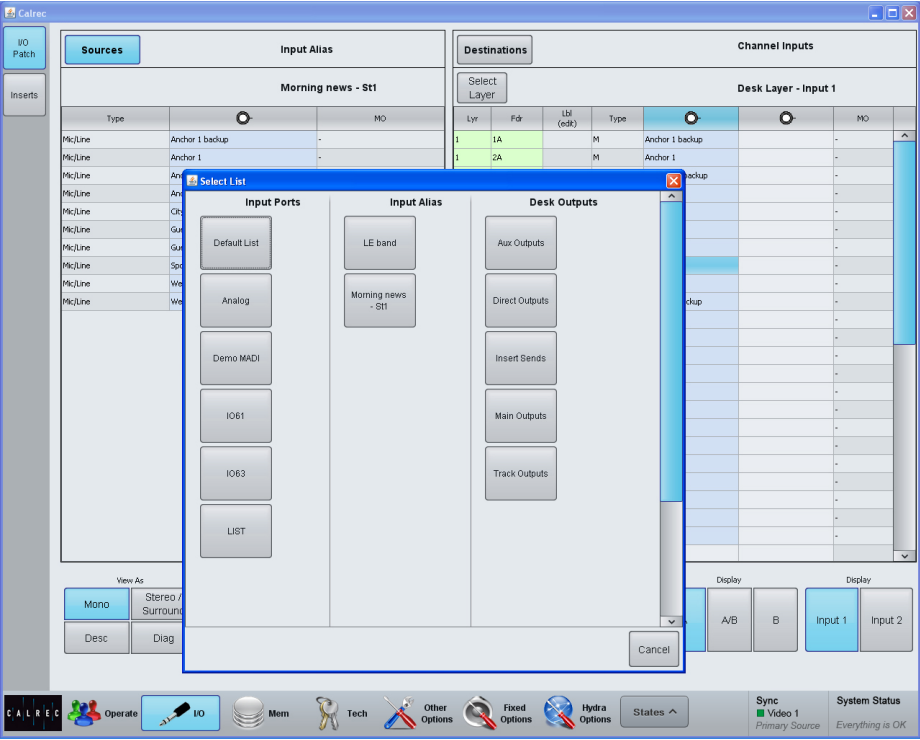 Calrec
I/O
Patch
Inserts
Sources
Input Alias
Morning news - St1
Type
MO
Mic/Line
Anchor 1 backup
-
Mic/Line
Anchor 1
-
Mic/Line
Mic/Line
Mic/Line
Mic/Line
Mic/Line
Mic/Line
Mic/Line
Mic/Line
Destinations
Channel Inputs
Select
Layer
Desk Layer - Input 1
Lyr
Fdr
Lbl
(edit)
Type
MO
1
1A
M
Anchor 1 backup
-
1
2A
M
Anchor 1
-
Select List
Input Ports
Input Alias
Desk Outputs
Default List
LE band
Aux Outputs
Analog
Morning news
- St1
Direct Outputs
Demo MADI
Insert Sends
IO61
Main Outputs
IO63
Track Outputs
LIST
Cancel
View As
Mono
Stereo /
Surround
Desc
Diag
Display
A/B
B
Display
Input 1
Input 2
CALREC
Operate
I/O
Mem
Tech
Other
Options
Fixed
Options
Hydra
Options
States
Sync
Video 1
Primary Source
System Status
Everything is OK